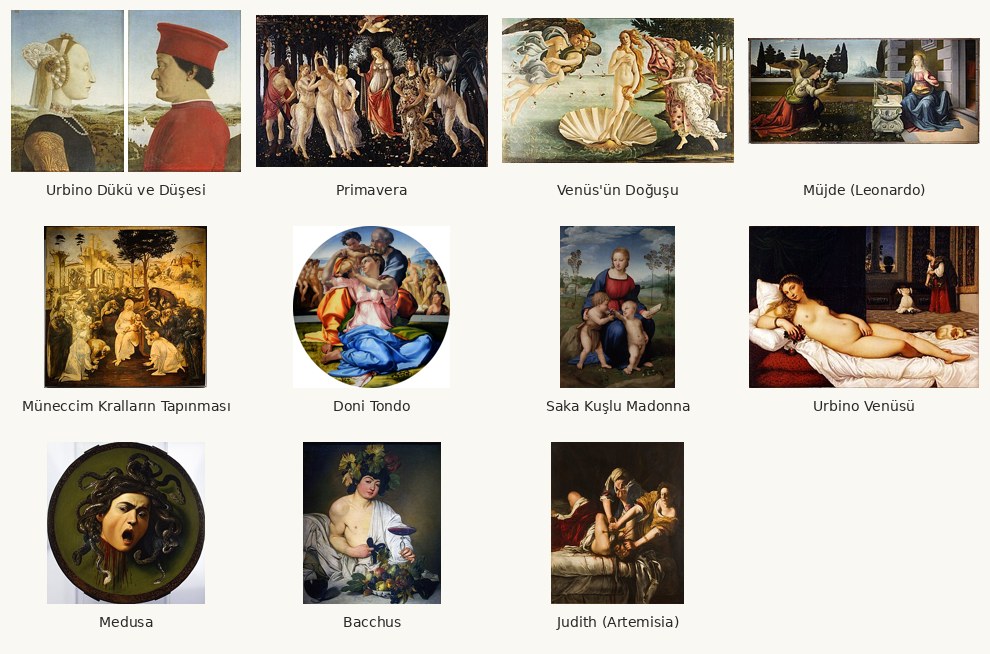 Urbino Dükü ve Düşesi
Primavera
Venüs'ün Doğuşu
Müjde (Leonardo)
Müneccim Kralların Tapınması
Doni Tondo
Saka Kuşlu Madonna
Urbino Venüsü
Medusa
Bacchus
Judith (Artemisia)